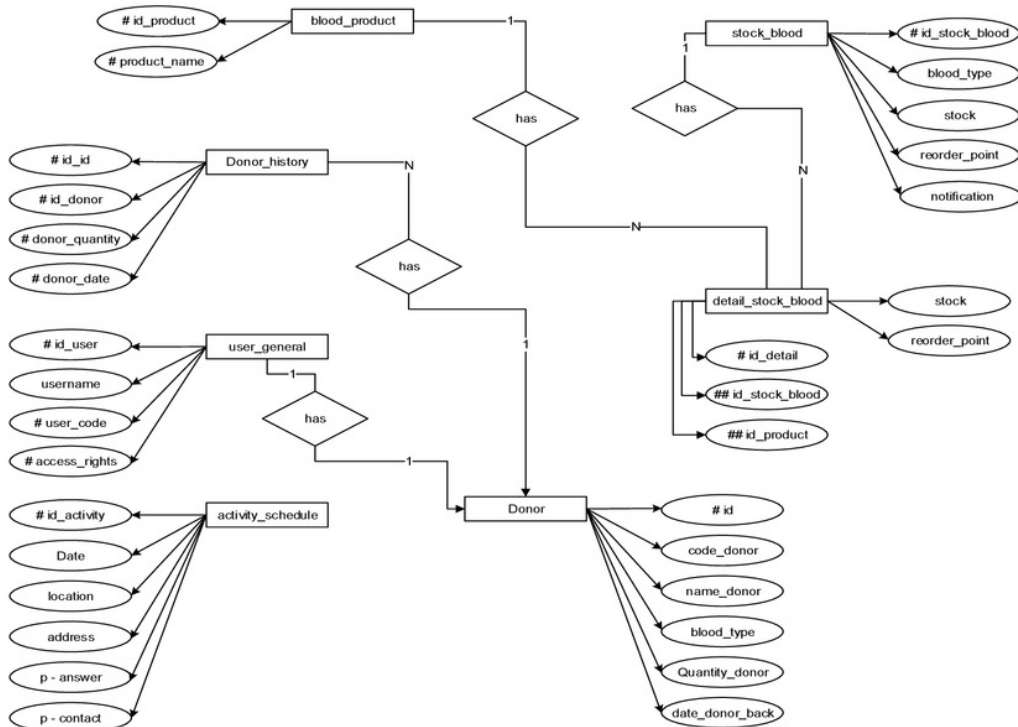 blood_product
# id_product
# product_name
1
has
N
stock_blood
# id_stock_blood
blood_type
stock
reorder_point
notification
1
has
N
Donor_history
# id_id
# id_donor
# donor_quantity
# donor_date
N
has
1
detail_stock_blood
stock
reorder_point
# id_detail
## id_stock_blood
## id_product
user_general
# id_user
username
# user_code
# access_rights
1
has
1
activity_schedule
# id_activity
Date
location
address
p - answer
p - contact
Donor
# id
code_donor
name_donor
blood_type
Quantity_donor
date_donor_back